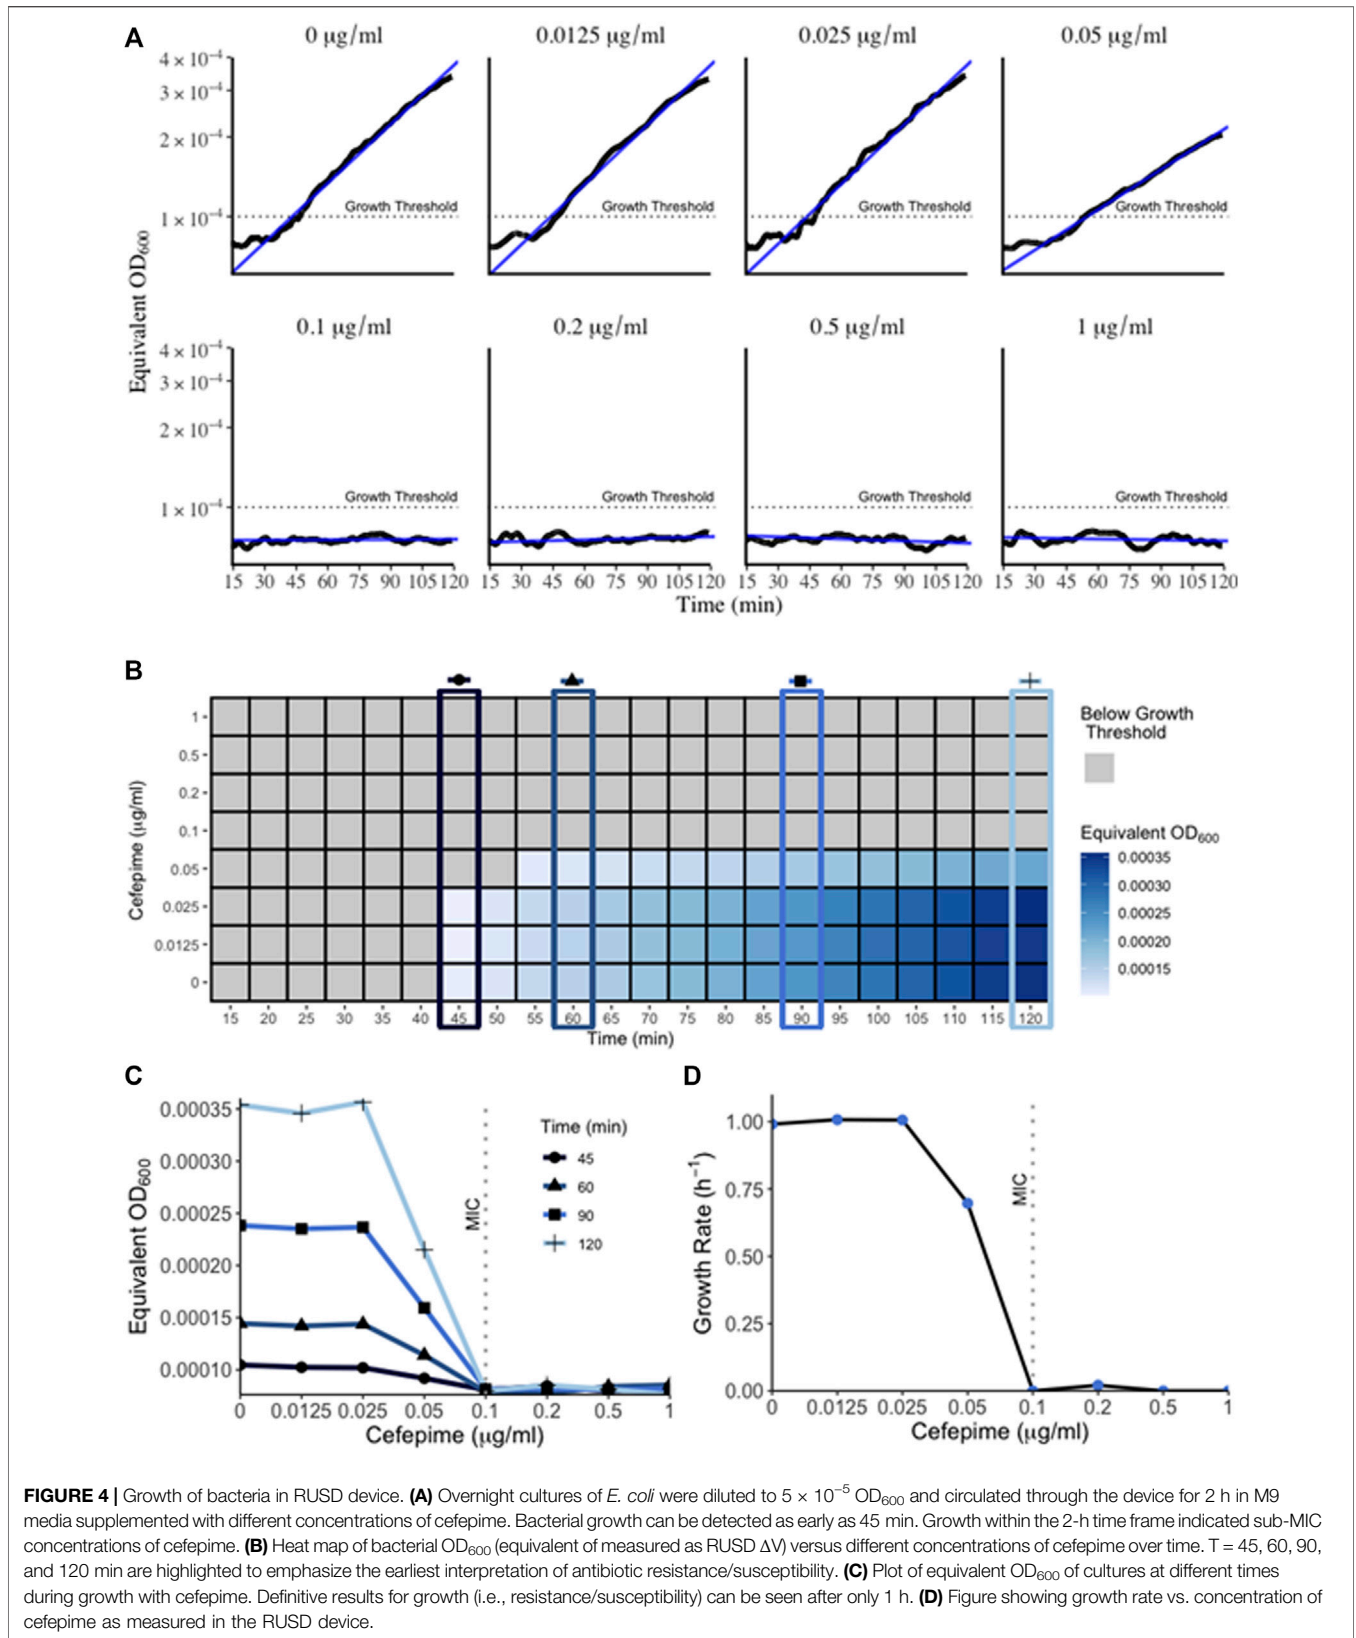 A
0 μg/ml 0.0125 μg/ml 0.025 μg/ml 0.05 μg/ml
4 × 10⁻⁴
3 × 10⁻⁴
2 × 10⁻⁴
1 × 10⁻⁴
Growth Threshold Growth Threshold Growth Threshold Growth Threshold
Equivalent OD₆₀₀
0.1 μg/ml 0.2 μg/ml 0.5 μg/ml 1 μg/ml
4 × 10⁻⁴
3 × 10⁻⁴
2 × 10⁻⁴
1 × 10⁻⁴
Growth Threshold Growth Threshold Growth Threshold Growth Threshold
15 30 45 60 75 90 105 120 15 30 45 60 75 90 105 120 15 30 45 60 75 90 105 120 15 30 45 60 75 90 105 120
Time (min)
B
Cefepime (μg/ml)
1
0.5
0.2
0.1
0.05
0.025
0.0125
0
15 20 25 30 35 40 45 50 55 60 65 70 75 80 85 90 95 100 105 110 115 120
Time (min)
Below Growth
Threshold
Equivalent OD₆₀₀
0.00035
0.00030
0.00025
0.00020
0.00015
C
Equivalent OD₆₀₀
0.00035
0.00030
0.00025
0.00020
0.00015
0.00010
MIC
Time (min)
45
60
90
120
0 0.0125 0.025 0.05 0.1 0.2 0.5 1
Cefepime (μg/ml)
D
Growth Rate (h⁻¹)
1.00
0.75
0.50
0.25
0.00
MIC
0 0.0125 0.025 0.05 0.1 0.2 0.5 1
Cefepime (μg/ml)
FIGURE 4 | Growth of bacteria in RUSD device. (A) Overnight cultures of E. coli were diluted to 5 × 10⁻⁵ OD₆₀₀ and circulated through the device for 2 h in M9
media supplemented with different concentrations of cefepime. Bacterial growth can be detected as early as 45 min. Growth within the 2-h time frame indicated sub-MIC
concentrations of cefepime. (B) Heat map of bacterial OD₆₀₀ (equivalent of measured as RUSD ΔV) versus different concentrations of cefepime over time. T = 45, 60, 90,
and 120 min are highlighted to emphasize the earliest interpretation of antibiotic resistance/susceptibility. (C) Plot of equivalent OD₆₀₀ of cultures at different times
during growth with cefepime. Definitive results for growth (i.e., resistance/susceptibility) can be seen after only 1 h. (D) Figure showing growth rate vs. concentration of
cefepime as measured in the RUSD device.